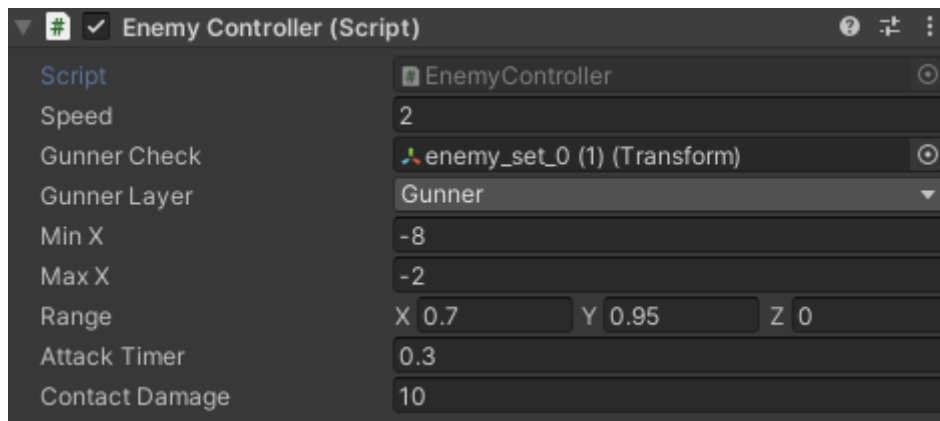 # Enemy Controller (Script)
Script # EnemyController
Speed 2
Gunner Check enemy_set_0 (1) (Transform)
Gunner Layer Gunner
Min X -8
Max X -2
Range X 0.7 Y 0.95 Z 0
Attack Timer 0.3
Contact Damage 10